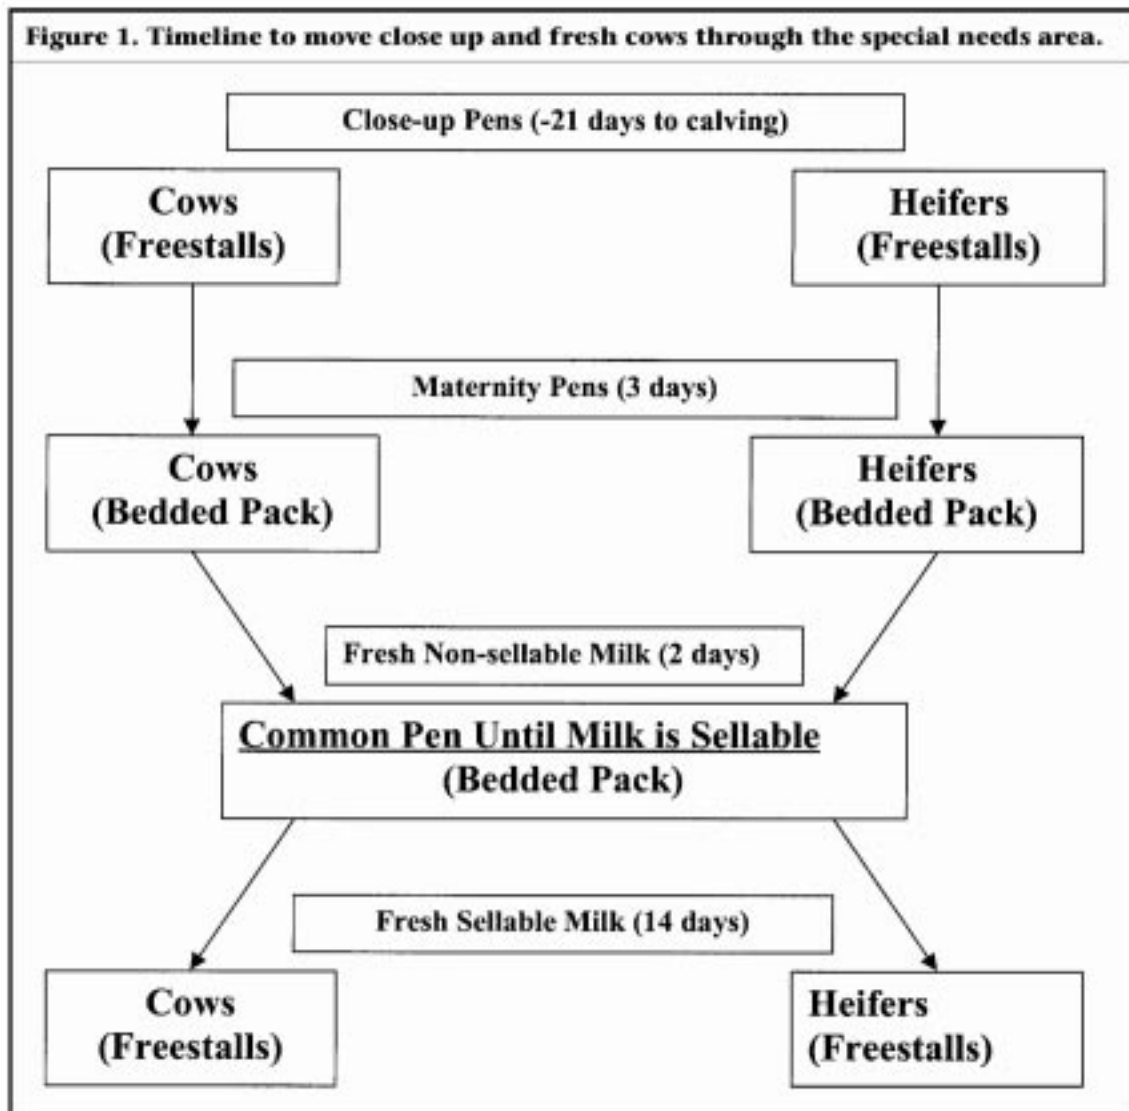 Figure 1. Timeline to move close up and fresh cows through the special needs area.
Close-up Pens (-21 days to calving)
Cows
(Freestalls)
Heifers
(Freestalls)
Maternity Pens (3 days)
Cows
(Bedded Pack)
Heifers
(Bedded Pack)
Fresh Non-sellable Milk (2 days)
Common Pen Until Milk is Sellable
(Bedded Pack)
Fresh Sellable Milk (14 days)
Cows
(Freestalls)
Heifers
(Freestalls)